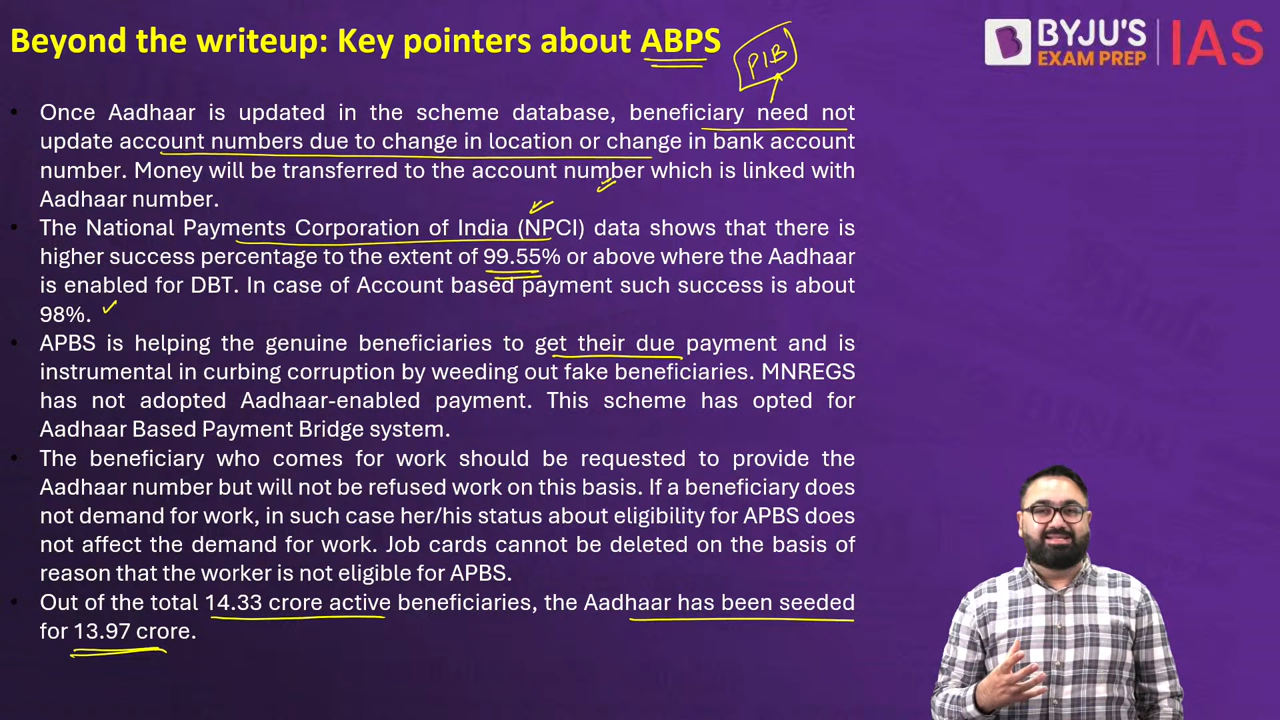 Beyond the writeup: Key pointers about ABPS
PIB
BYJU'S
EXAM PREP
IAS
• Once Aadhaar is updated in the scheme database, beneficiary need not
update account numbers due to change in location or change in bank account
number. Money will be transferred to the account number which is linked with
Aadhaar number.
• The National Payments Corporation of India (NPCI) data shows that there is
higher success percentage to the extent of 99.55% or above where the Aadhaar
is enabled for DBT. In case of Account based payment such success is about
98%.
• APBS is helping the genuine beneficiaries to get their due payment and is
instrumental in curbing corruption by weeding out fake beneficiaries. MNREGS
has not adopted Aadhaar-enabled payment. This scheme has opted for
Aadhaar Based Payment Bridge system.
• The beneficiary who comes for work should be requested to provide the
Aadhaar number but will not be refused work on this basis. If a beneficiary does
not demand for work, in such case her/his status about eligibility for APBS does
not affect the demand for work. Job cards cannot be deleted on the basis of
reason that the worker is not eligible for APBS.
• Out of the total 14.33 crore active beneficiaries, the Aadhaar has been seeded
for 13.97 crore.